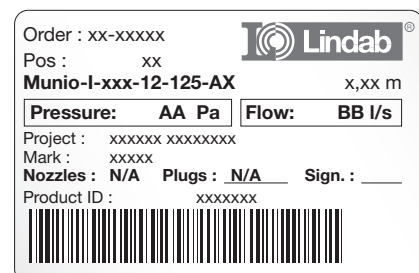 Order : xx-xxxxx
Lindab®
Pos : xx
Munio-I-xxx-12-125-AX x,xx m
Pressure: AA Pa Flow: BB l/s
Project : xxxxxx xxxxxxxx
Mark : xxxxx
Nozzles : N/A Plugs : N/A Sign. :
Product ID : xxxxxxx